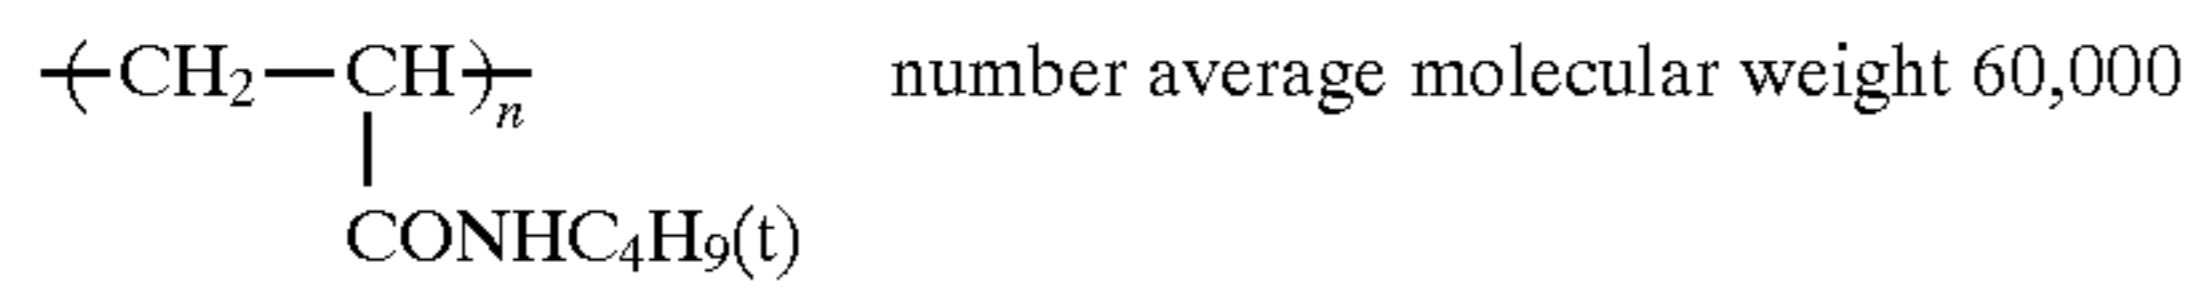 (CH₂—CH)ₙ number average molecular weight 60,000
CONHC₄H₉(t)